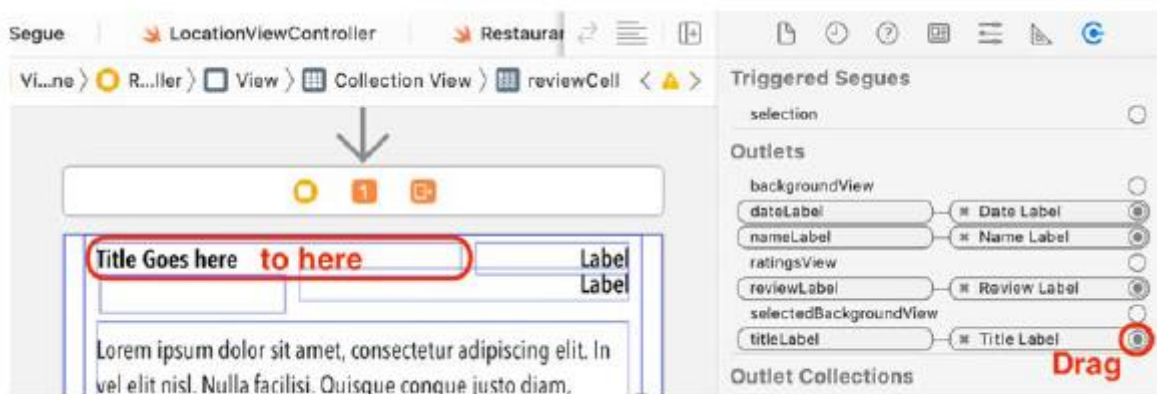 Segue LocationViewController Restaurar
Vi...ne R...ller View Collection View reviewCell
1
Title Goes here to here Label
Label
Lorem ipsum dolor sit amet, consectetur adipiscing elit. In
vel elit nisl. Nulla facilisi. Quisque congue justo diam,
Triggered Segues
selection
Outlets
backgroundView
dateLabel Date Label
nameLabel Name Label
ratingsView
reviewLabel Review Label
selectedBackgroundView
titleLabel Title Label
Drag
Outlet Collections